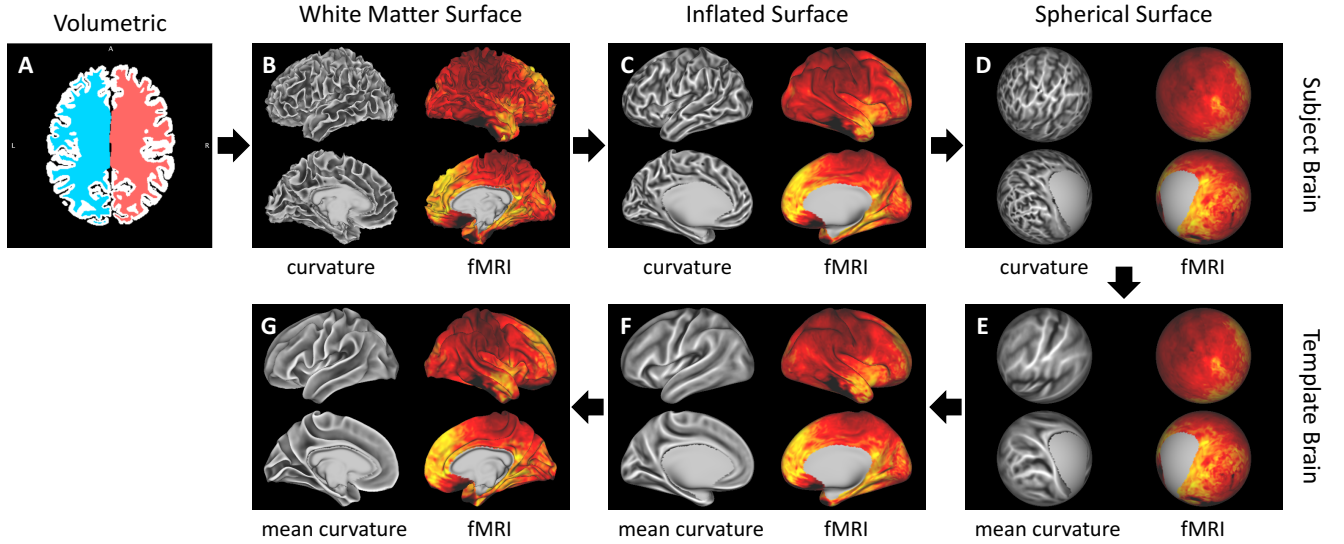 Volumetric
White Matter Surface
Inflated Surface
Spherical Surface
A
A
L
R
B
C
D
Subject Brain
curvature
fMRI
curvature
fMRI
curvature
fMRI
G
F
E
Template Brain
mean curvature
fMRI
mean curvature
fMRI
mean curvature
fMRI